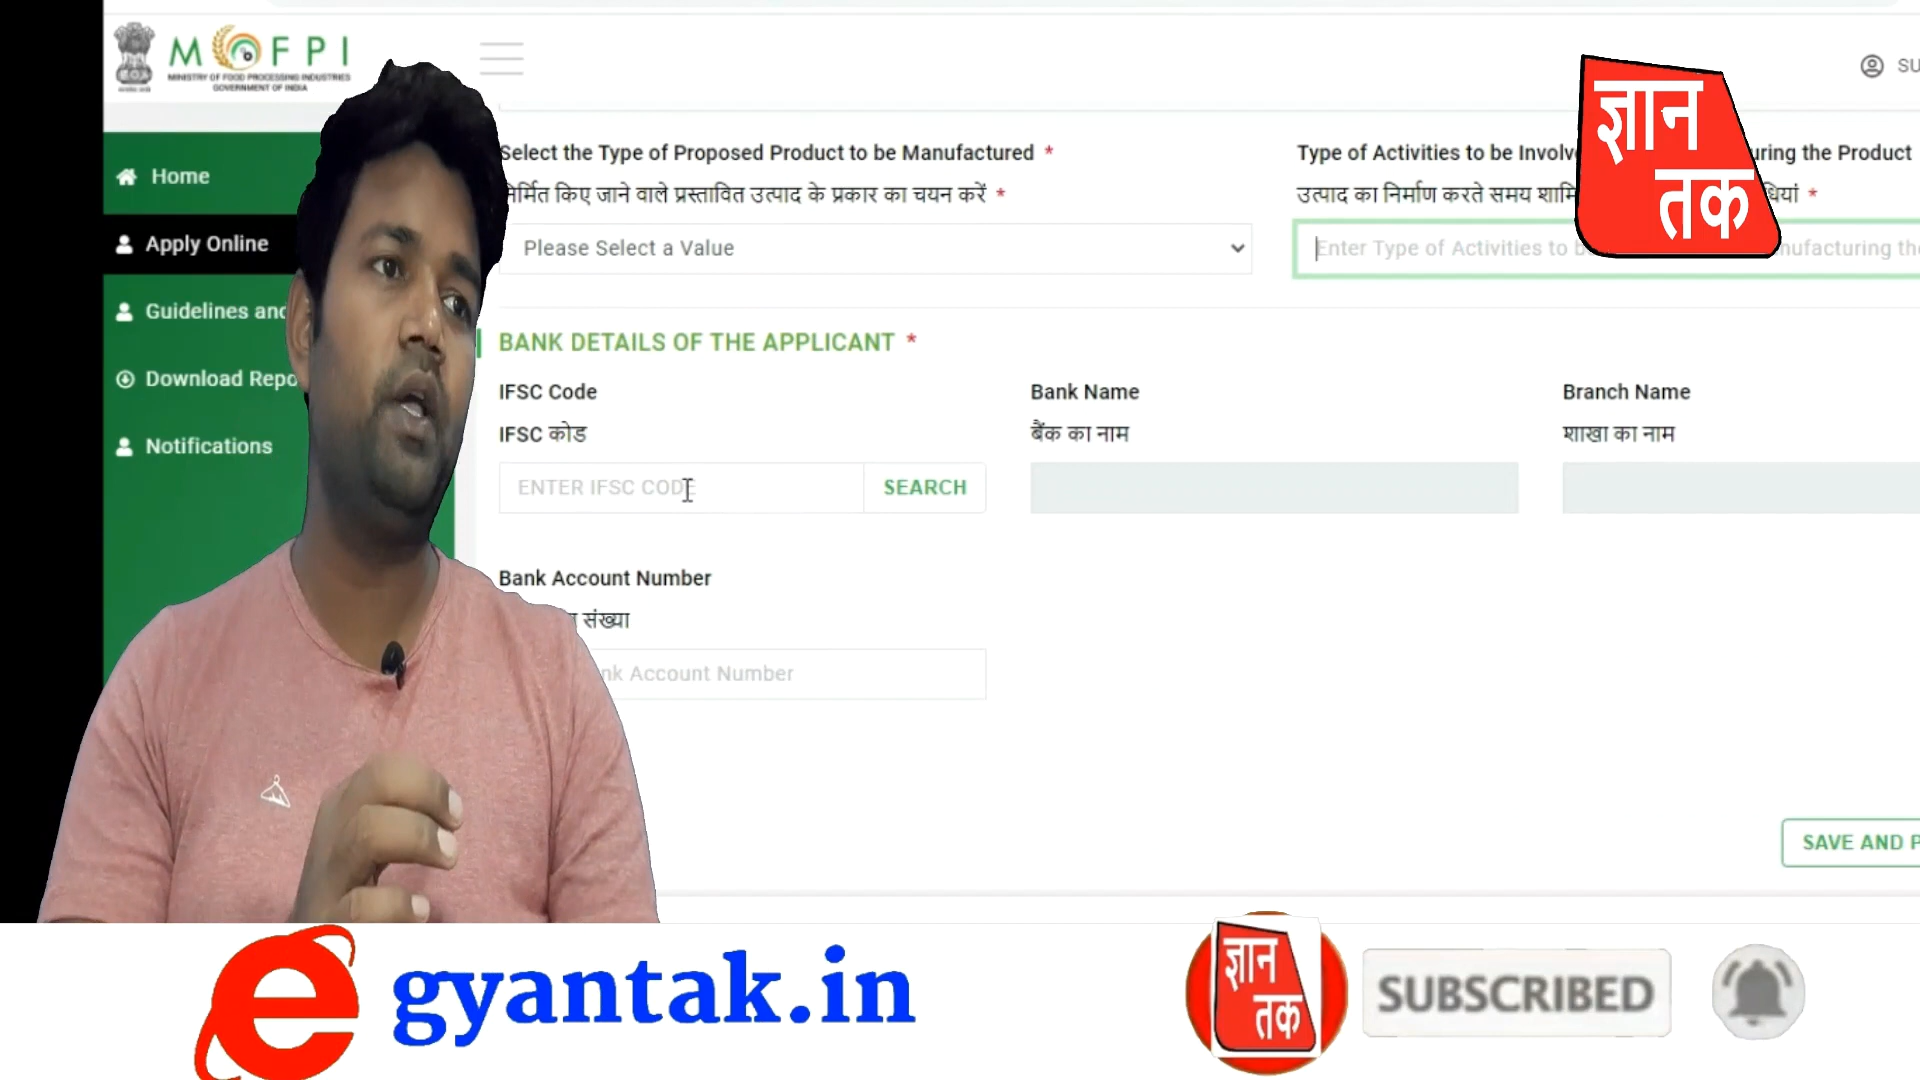 MOFPI
MINISTRY OF FOOD PROCESSING INDUSTRIES
GOVERNMENT OF INDIA
SU
Home
Apply Online
Guidelines and
Download Repo
Notifications
Select the Type of Proposed Product to be Manufactured *
निर्मित किए जाने वाले प्रस्तावित उत्पाद के प्रकार का चयन करें *
Please Select a Value
Type of Activities to be Involv uring the Product
उत्पाद का निर्माण करते समय शामि धियां *
Enter Type of Activities to b nufacturing the
ज्ञान
तक
BANK DETAILS OF THE APPLICANT *
IFSC Code
IFSC कोड
ENTER IFSC CODE
SEARCH
Bank Name
बैंक का नाम
Branch Name
शाखा का नाम
Bank Account Number
संख्या
nk Account Number
SAVE AND P
e gyantak.in
ज्ञान
तक
SUBSCRIBED